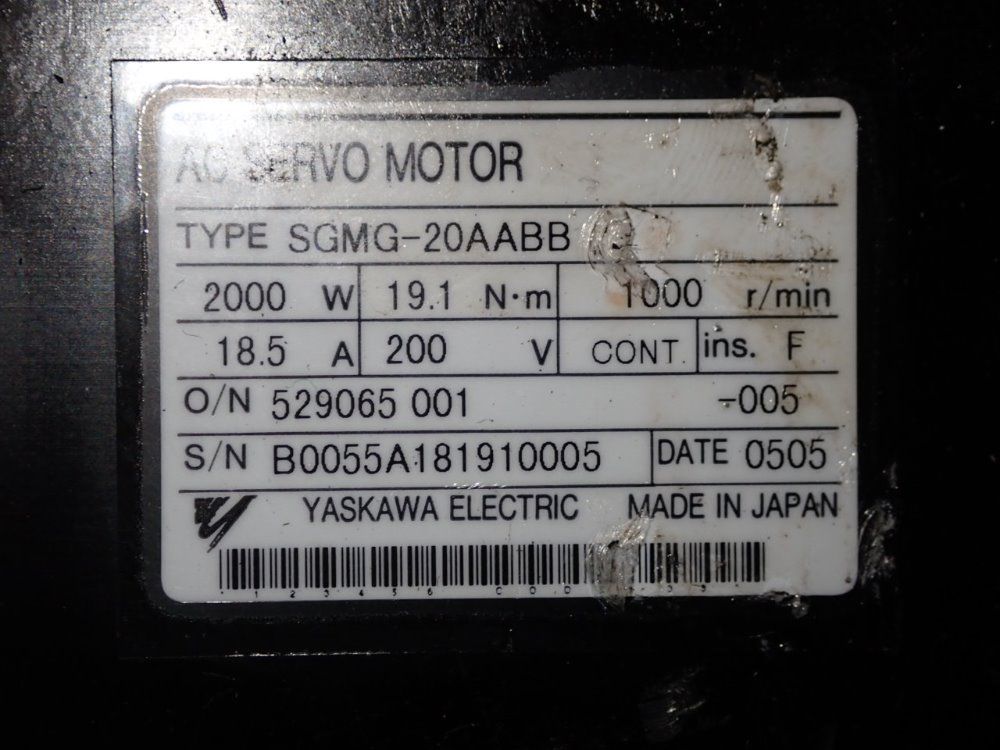 AC SERVO MOTOR
TYPE SGMG-20AABB
2000 W 19.1 N·m 1000 r/min
18.5 A 200 V CONT. ins. F
O/N 529065 001 -005
S/N B0055A181910005 DATE 0505
YASKAWA ELECTRIC MADE IN JAPAN